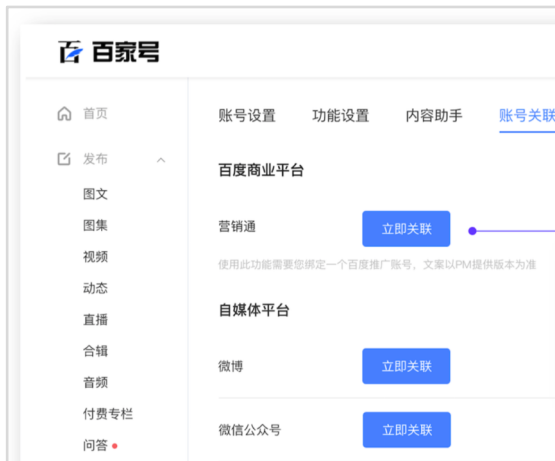 百家号
首页
发布
图文
图集
视频
动态
直播
合辑
音频
付费专栏
问答
账号设置 功能设置 内容助手 账号关联
百度商业平台
营销通 立即关联
使用此功能需要您绑定一个百度推广账号，文案以PM提供版本为准
自媒体平台
微博 立即关联
微信公众号 立即关联